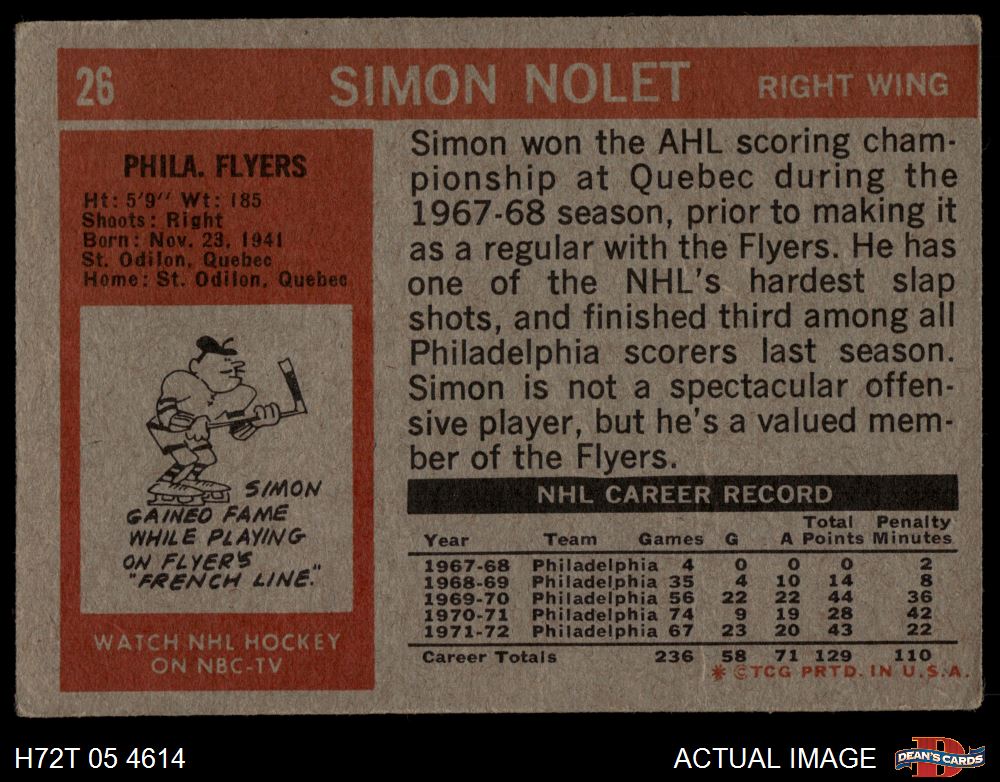 26 SIMON NOLET RIGHT WING
PHILA. FLYERS
Ht: 5'9" Wt: 185
Shoots: Right
Born: Nov. 23, 1941
St. Odilon, Quebec
Home: St. Odilon, Quebec
SIMON
GAINED FAME
WHILE PLAYING
ON FLYER'S
"FRENCH LINE."
WATCH NHL HOCKEY
ON NBC-TV
Simon won the AHL scoring cham-
pionship at Quebec during the
1967-68 season, prior to making it
as a regular with the Flyers. He has
one of the NHL's hardest slap
shots, and finished third among all
Philadelphia scorers last season.
Simon is not a spectacular offen-
sive player, but he's a valued mem-
ber of the Flyers.
NHL CAREER RECORD
Total Penalty
Year Team Games G A Points Minutes
1967-68 Philadelphia 4 0 0 0 2
1968-69 Philadelphia 35 4 10 14 8
1969-70 Philadelphia 56 22 22 44 36
1970-71 Philadelphia 74 9 19 28 42
1971-72 Philadelphia 67 23 20 43 22
Career Totals 236 58 71 129 110
* ©TCG PRTD. IN U.S.A.
H72T 05 4614 ACTUAL IMAGE
D
DEAN'S CARDS